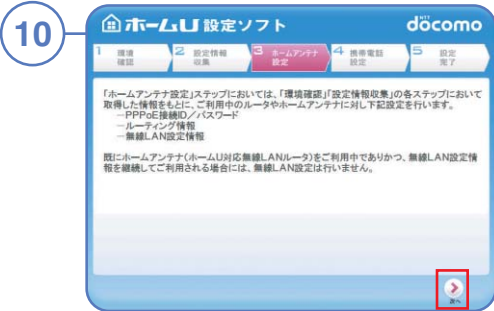 10
ホームU 設定ソフト
NTT
döcomo
1 環境
確認
2 設定情報
収集
3 ホームアンテナ
設定
4 携帯電話
設定
5 設定
完了
「ホームアンテナ設定」ステップにおいては、「環境確認」「設定情報収集」の各ステップにおいて
取得した情報をもとに、ご利用中のルータやホームアンテナに対し下記設定を行います。
―PPPoE接続ID／パスワード
―ルーティング情報
―無線LAN設定情報
既にホームアンテナ(ホームU対応無線LANルータ)をご利用中でありかつ、無線LAN設定情
報を継続してご利用される場合には、無線LAN設定は行いません。
次へ